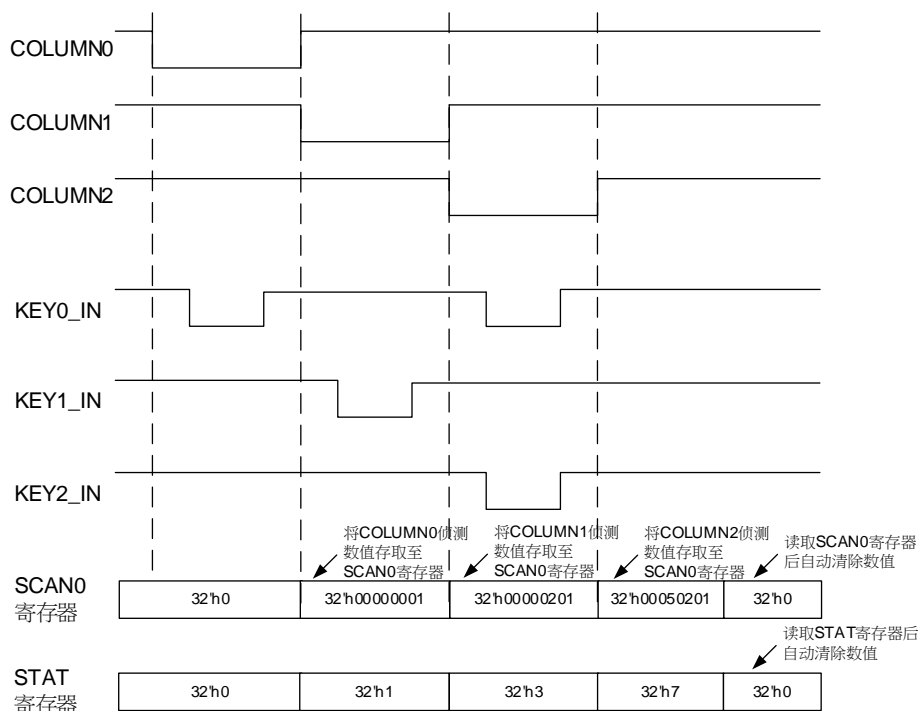 COLUMN0
COLUMN1
COLUMN2
KEY0_IN
KEY1_IN
KEY2_IN
将COLUMN0侦测
数值存取至
SCAN0寄存器
将COLUMN1侦测
数值存取至
SCAN0寄存器
将COLUMN2侦测
数值存取至
SCAN0寄存器
读取SCAN0寄存器
后自动清除数值
SCAN0
寄存器
32'h0
32'h00000001
32'h00000201
32'h00050201
32'h0
读取STAT寄存器后
自动清除数值
STAT
寄存器
32'h0
32'h1
32'h3
32'h7
32'h0